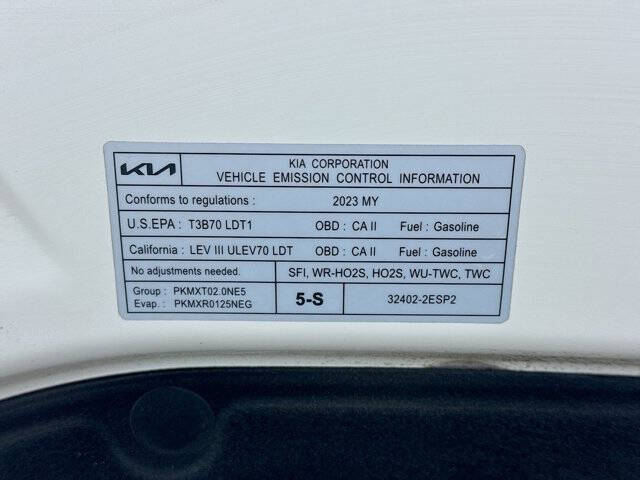 KIA
KIA CORPORATION
VEHICLE EMISSION CONTROL INFORMATION
Conforms to regulations : 2023 MY
U.S.EPA : T3B70 LDT1 OBD : CA II Fuel : Gasoline
California : LEV III ULEV70 LDT OBD : CA II Fuel : Gasoline
No adjustments needed. SFI, WR-HO2S, HO2S, WU-TWC, TWC
Group : PKMXT02.0NE5
Evap. : PKMXR0125NEG
5-S
32402-2ESP2